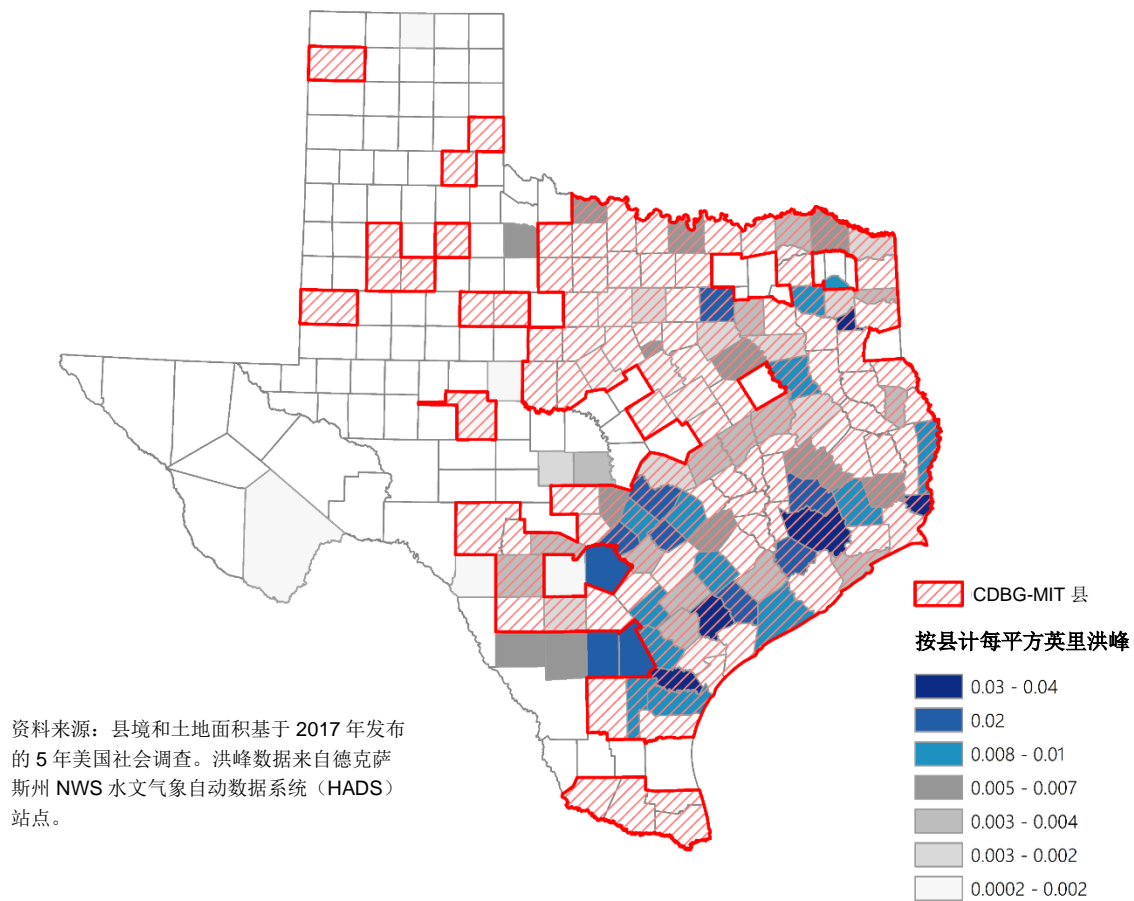 CDBG-MIT 县
按县计每平方英里洪峰
0.03 - 0.04
0.02
0.008 - 0.01
0.005 - 0.007
0.003 - 0.004
0.003 - 0.002
0.0002 - 0.002
资料来源：县境和土地面积基于 2017 年发布
的 5 年美国社会调查。洪峰数据来自德克萨
斯州 NWS 水文气象自动数据系统（HADS）
站点。